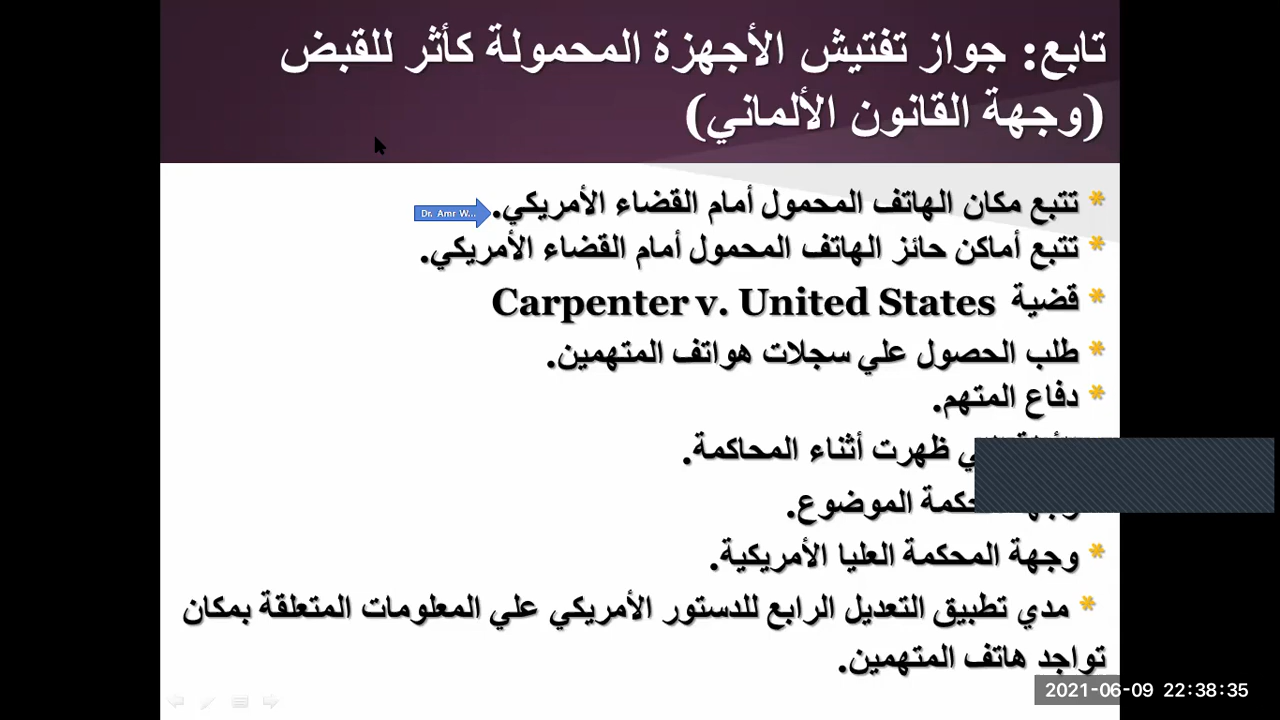 تابع: جواز تفتيش الأجهزة المحمولة كأثر للقبض
(وجهة القانون الألماني)
* تتبع مكان الهاتف المحمول أمام القضاء الأمريكي.
Dr. Amr W...
* تتبع أماكن حائز الهاتف المحمول أمام القضاء الأمريكي.
* قضية Carpenter v. United States
* طلب الحصول علي سجلات هواتف المتهمين.
* دفاع المتهم.
ظهرت أثناء المحاكمة.
الموضوع.
* وجهة المحكمة العليا الأمريكية.
* مدي تطبيق التعديل الرابع للدستور الأمريكي علي المعلومات المتعلقة بمكان
تواجد هاتف المتهمين.
2021-06-09 22:38:35